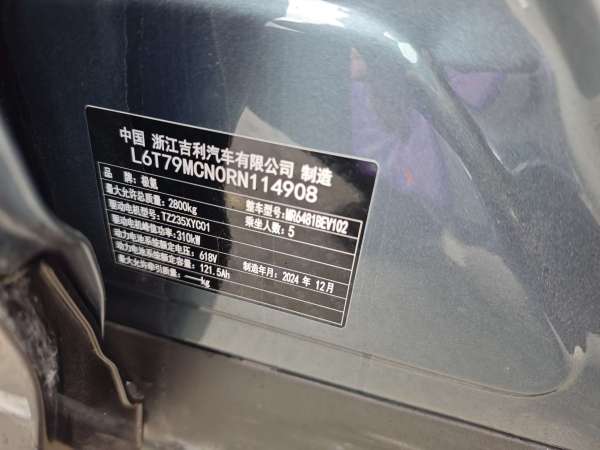 中国 浙江吉利汽车有限公司 制造
L6T79MCN0RN114908
品 牌：极氪
最大允许总质量：2800kg 整车型号：MR6481BEV102
驱动电机型号：TZ235XYC01 乘坐人数：5
驱动电机峰值功率：310kW
动力电池系统额定电压：618V
动力电池系统额定容量：121.5Ah 制造年月：2024 年 12月
最大允许牵引质量：——kg